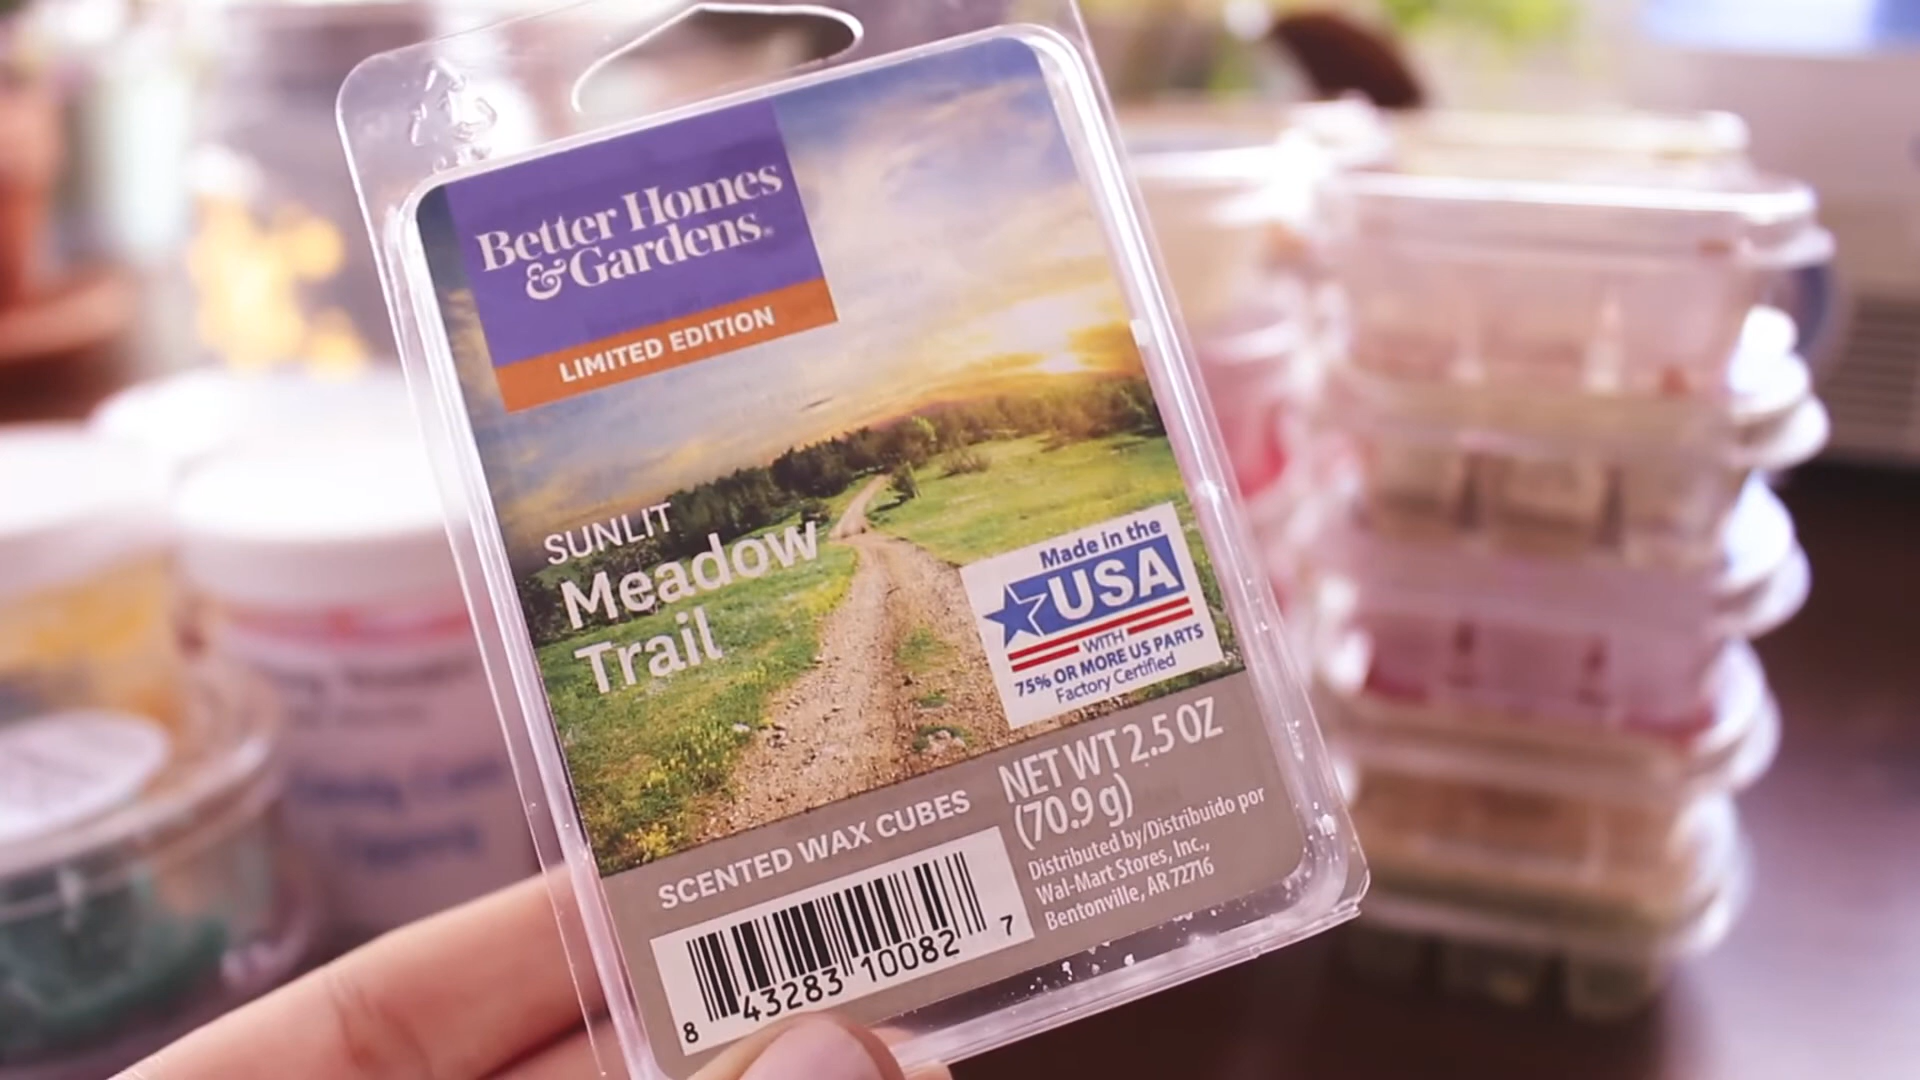 Better Homes
& Gardens®
LIMITED EDITION
SUNLIT
Meadow
Trail
Made in the
USA
WITH
75% OR MORE US PARTS
Factory Certified
NET WT 2.5 OZ
(70.9 g)
SCENTED WAX CUBES
Distributed by/Distribuido por
Wal-Mart Stores, Inc.,
Bentonville, AR 72716
8 43283 10082 7